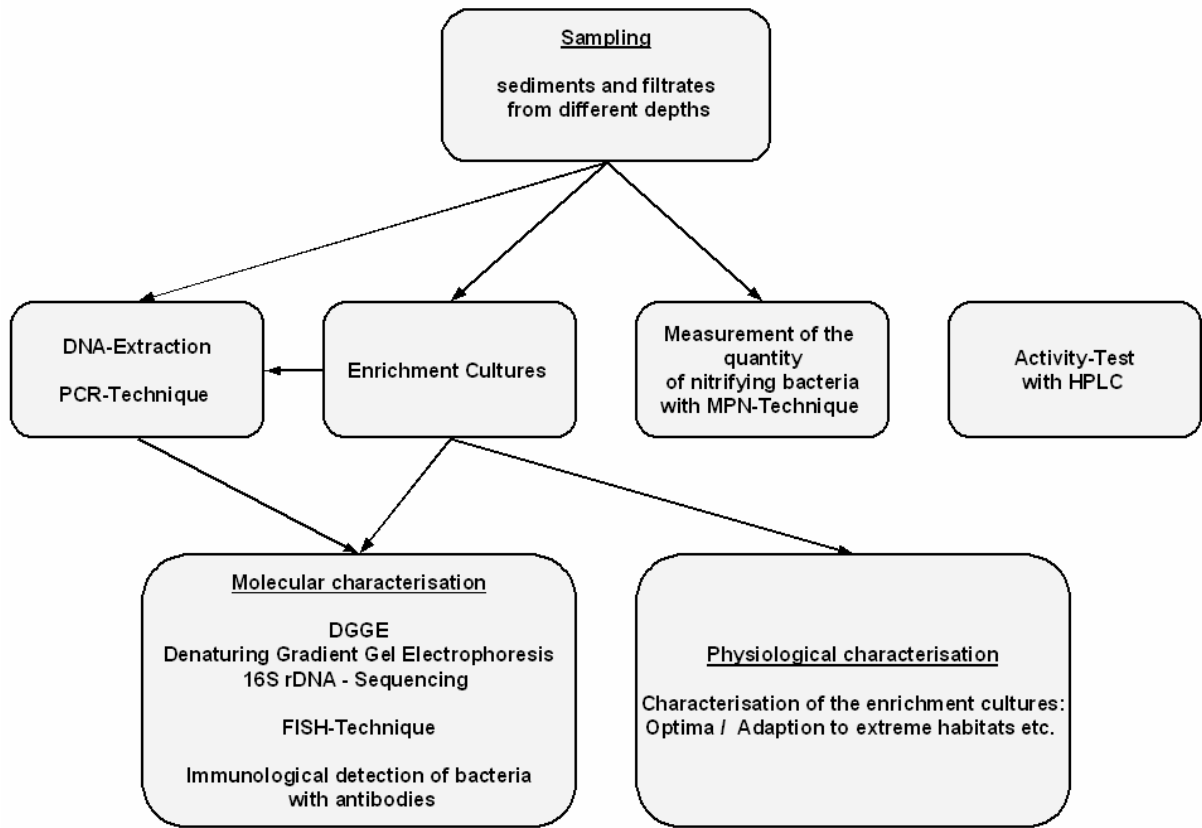 Sampling
sediments and filtrates
from different depths
DNA-Extraction
PCR-Technique
Enrichment Cultures
Measurement of the
quantity
of nitrifying bacteria
with MPN-Technique
Activity-Test
with HPLC
Molecular characterisation
DGGE
Denaturing Gradient Gel Electrophoresis
16S rDNA - Sequencing
FISH-Technique
Immunological detection of bacteria
with antibodies
Physiological characterisation
Characterisation of the enrichment cultures:
Optima / Adaption to extreme habitats etc.